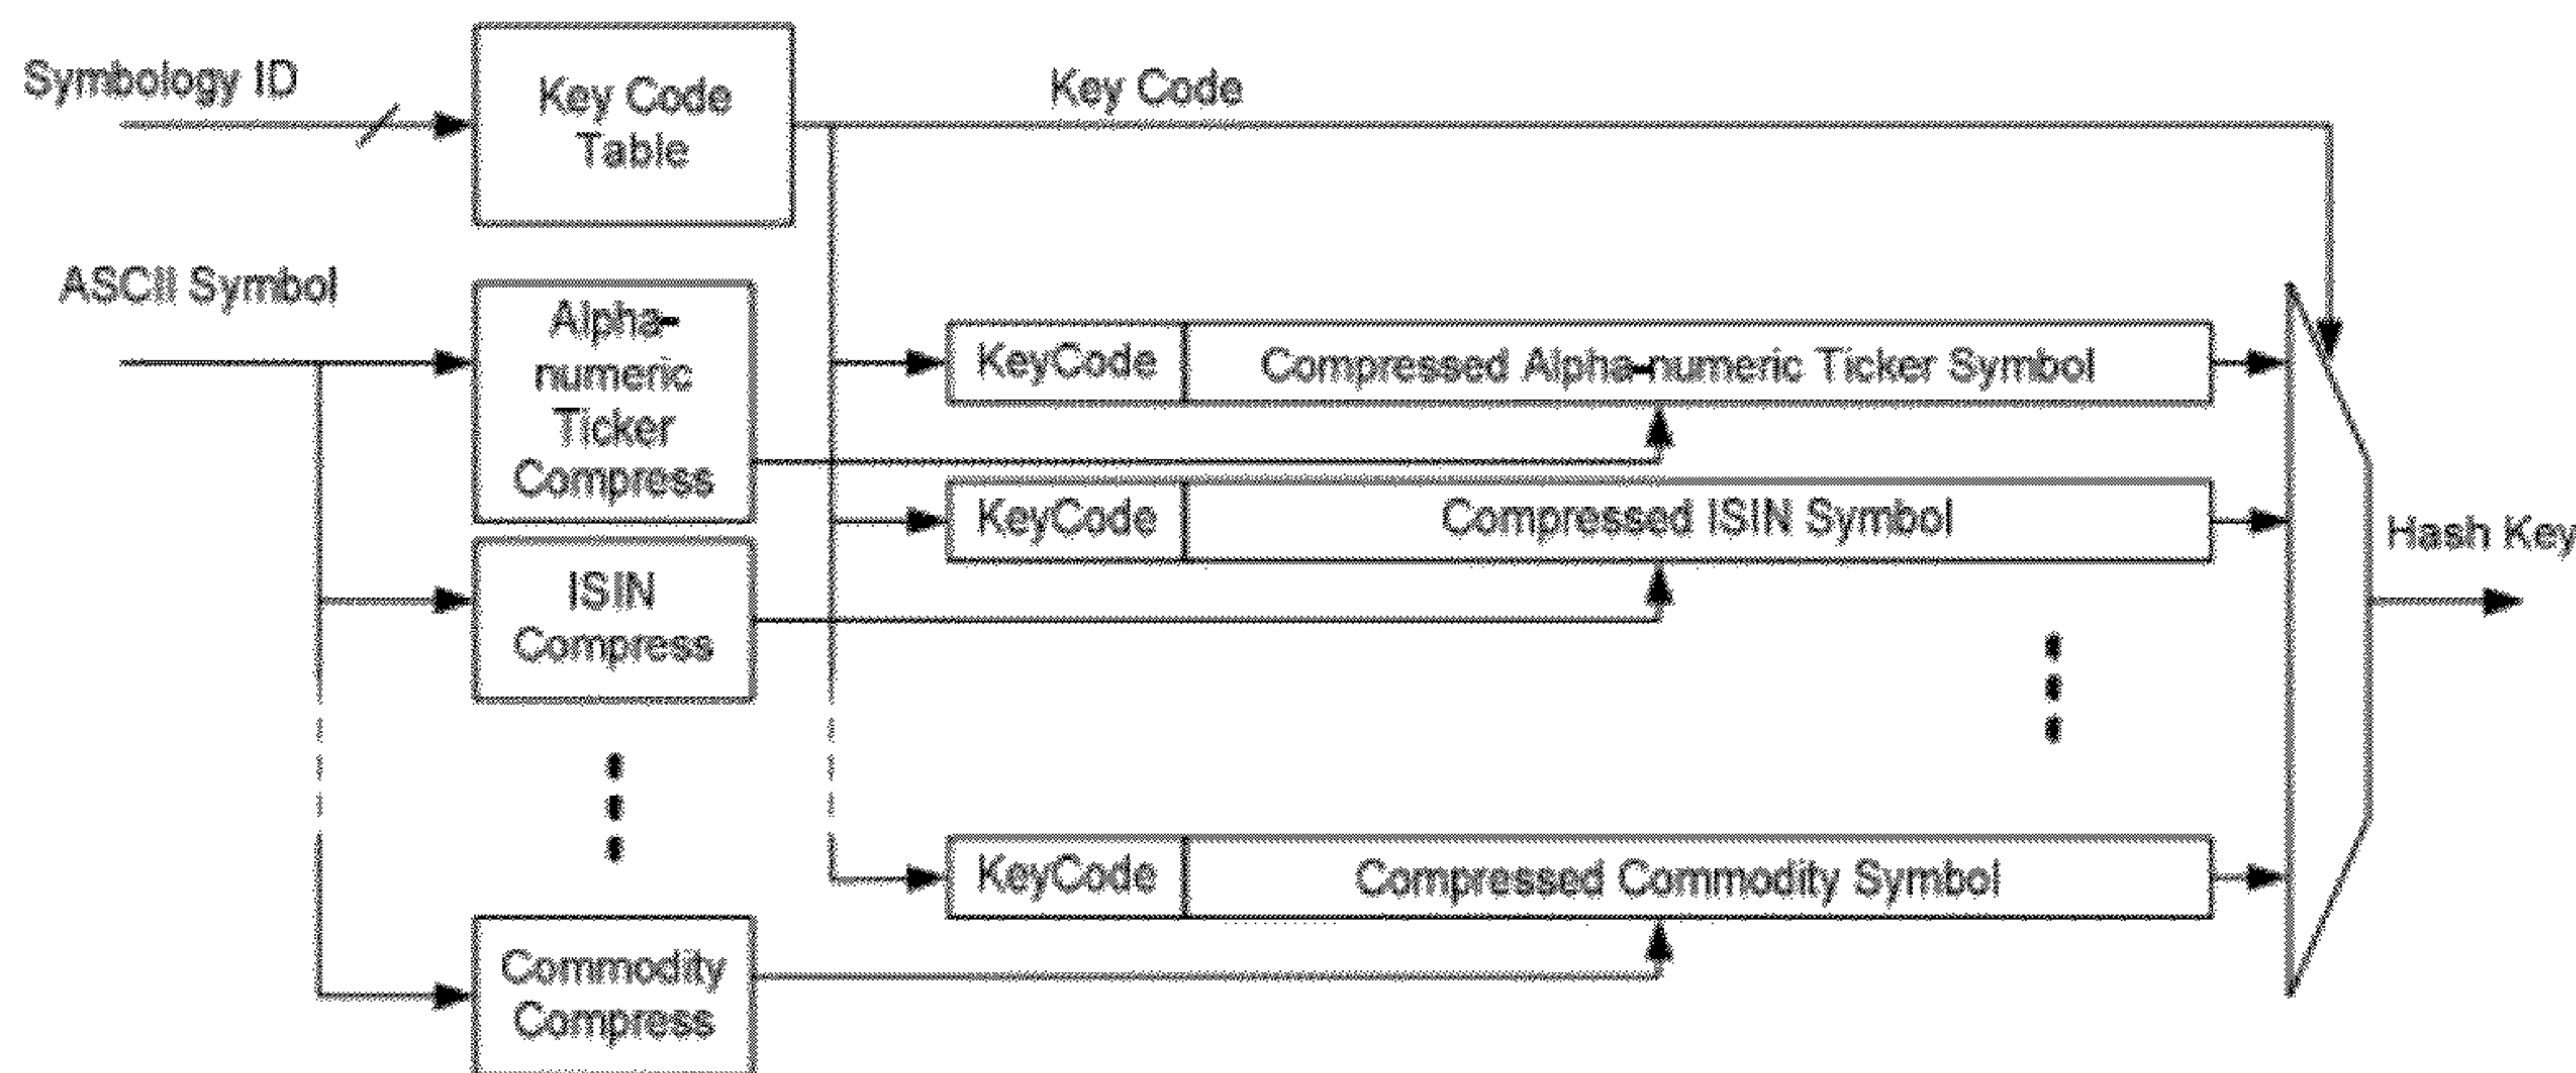 Symbology ID
Key Code
Table
Key Code
ASCII Symbol
Alpha-
numeric
Ticker
Compress
KeyCode
Compressed Alpha-numeric Ticker Symbol
KeyCode
Compressed ISIN Symbol
Hash Key
ISIN
Compress
KeyCode
Compressed Commodity Symbol
Commodity
Compress